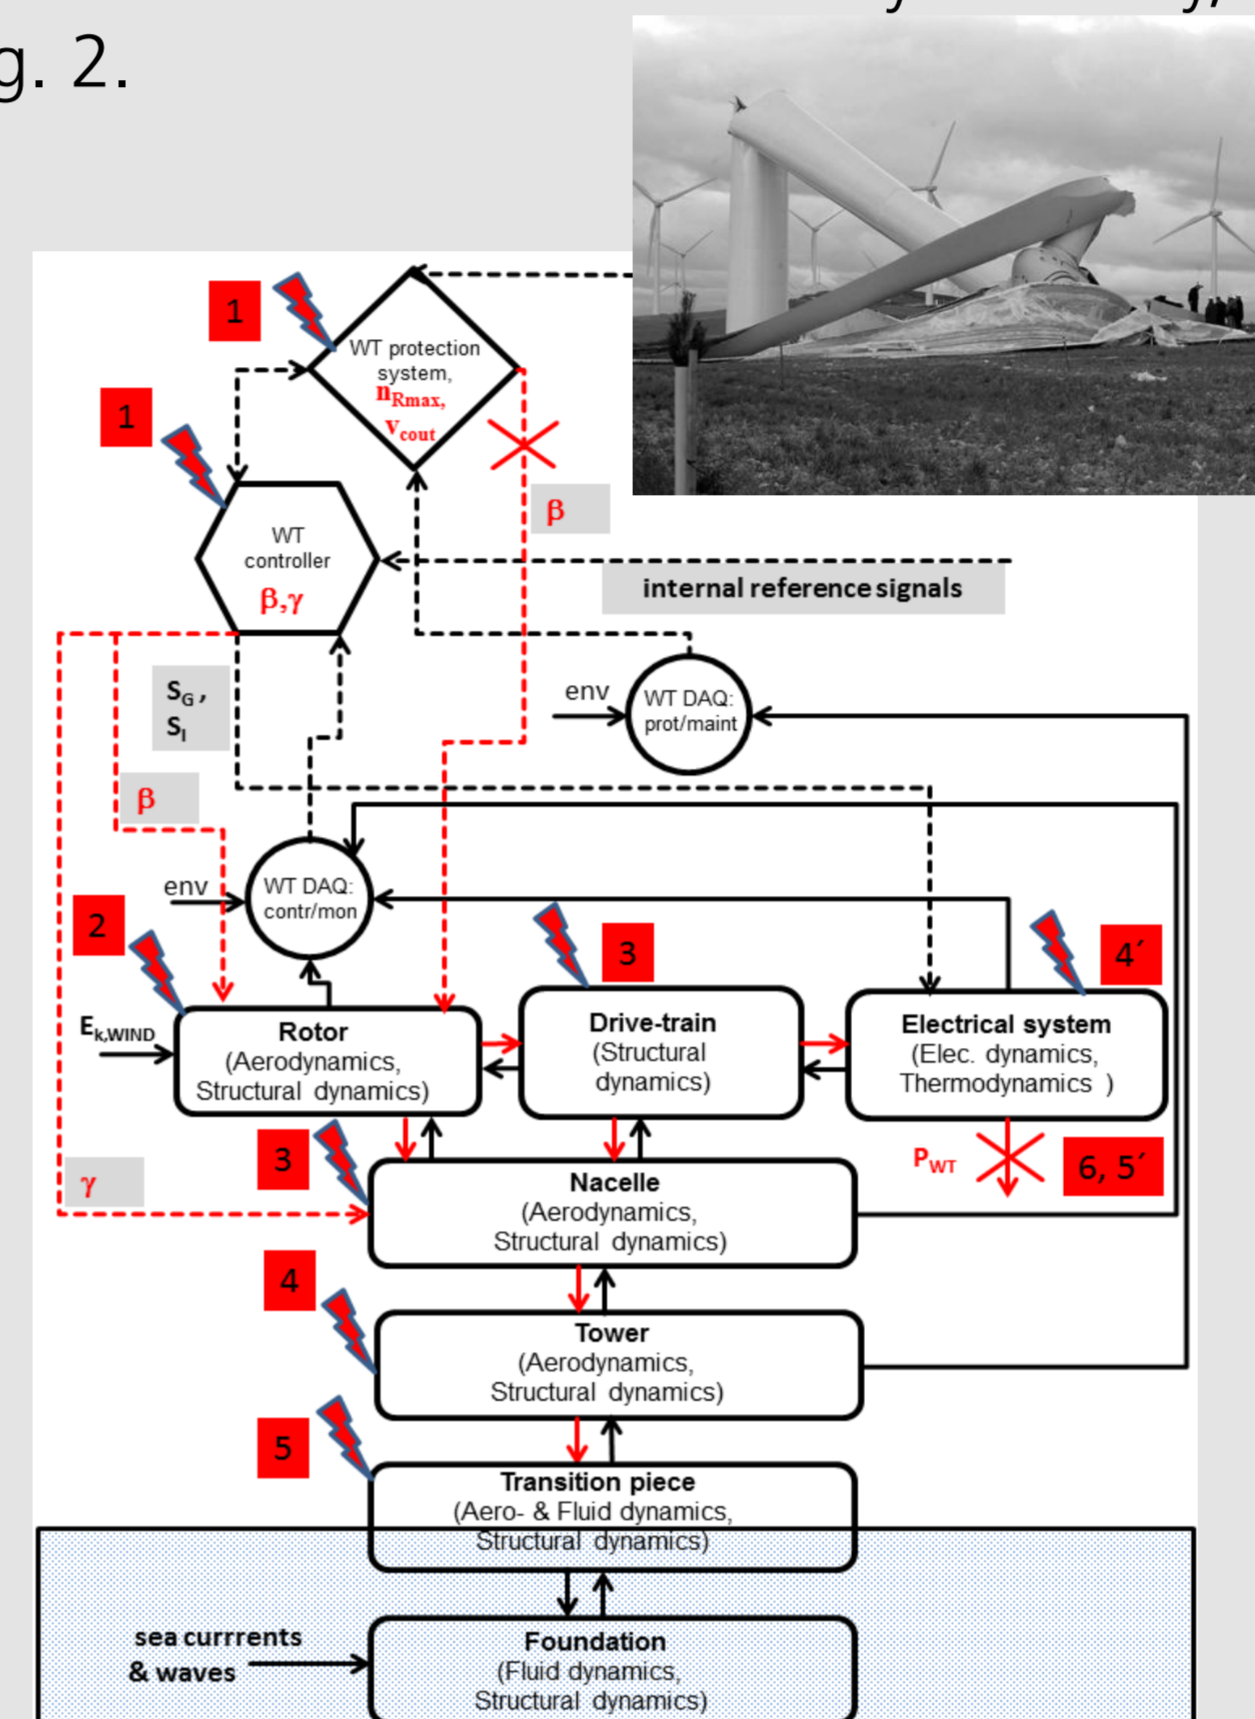 g. 2.
1
WT protection
system,
nRmax,
vcout
1
β
WT
controller
β,γ
internal reference signals
SG ,
SI
env
WT DAQ:
prot/maint
β
env
WT DAQ:
contr/mon
2
3
4´
Ek,WIND
Rotor
(Aerodynamics,
Structural dynamics)
Drive-train
(Structural
dynamics)
Electrical system
(Elec. dynamics,
Thermodynamics )
3
PWT
6, 5´
γ
Nacelle
(Aerodynamics,
Structural dynamics)
4
Tower
(Aerodynamics,
Structural dynamics)
5
Transition piece
(Aero- & Fluid dynamics,
Structural dynamics)
sea currrents
& waves
Foundation
(Fluid dynamics,
Structural dynamics)